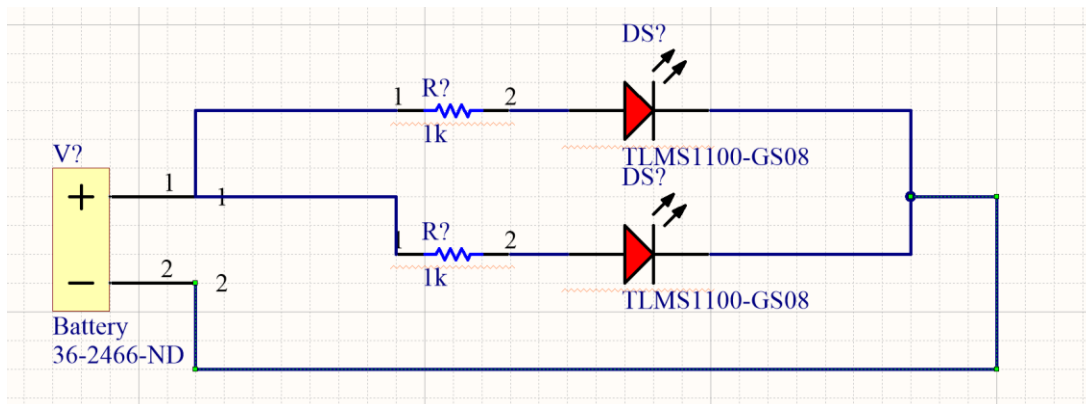 DS?
R?
1
2
1k
TLMS1100-GS08
V?
+
1
1
DS?
R?
1
2
1k
TLMS1100-GS08
−
2
2
Battery
36-2466-ND